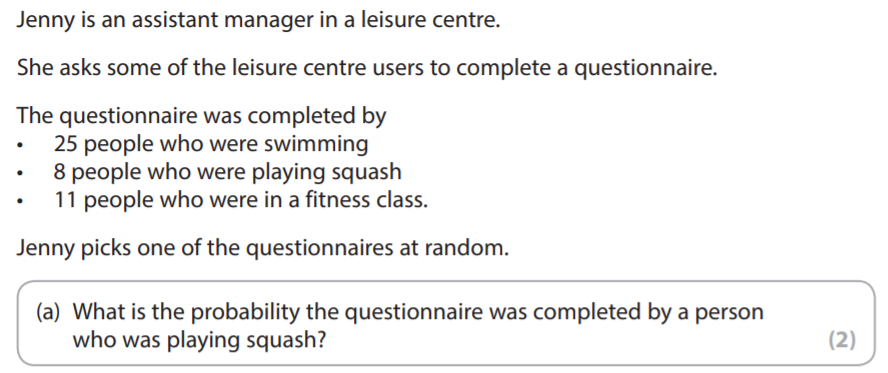 Jenny is an assistant manager in a leisure centre.
She asks some of the leisure centre users to complete a questionnaire.
The questionnaire was completed by
• 25 people who were swimming
• 8 people who were playing squash
• 11 people who were in a fitness class.
Jenny picks one of the questionnaires at random.
(a) What is the probability the questionnaire was completed by a person
who was playing squash?
(2)